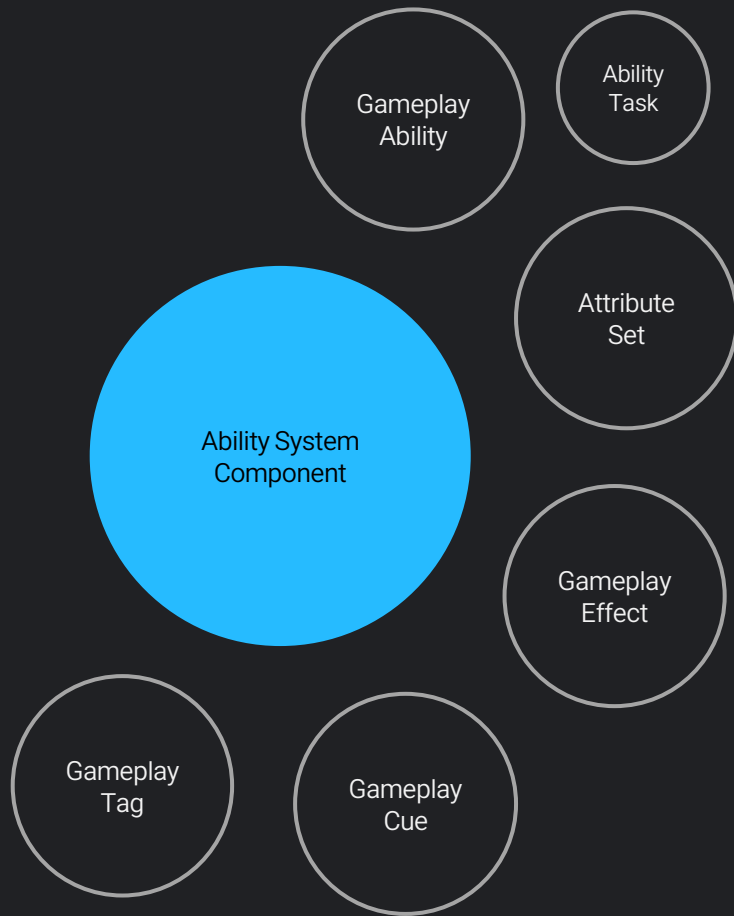 Gameplay
Ability
Ability
Task
Attribute
Set
Ability System
Component
Gameplay
Effect
Gameplay
Tag
Gameplay
Cue